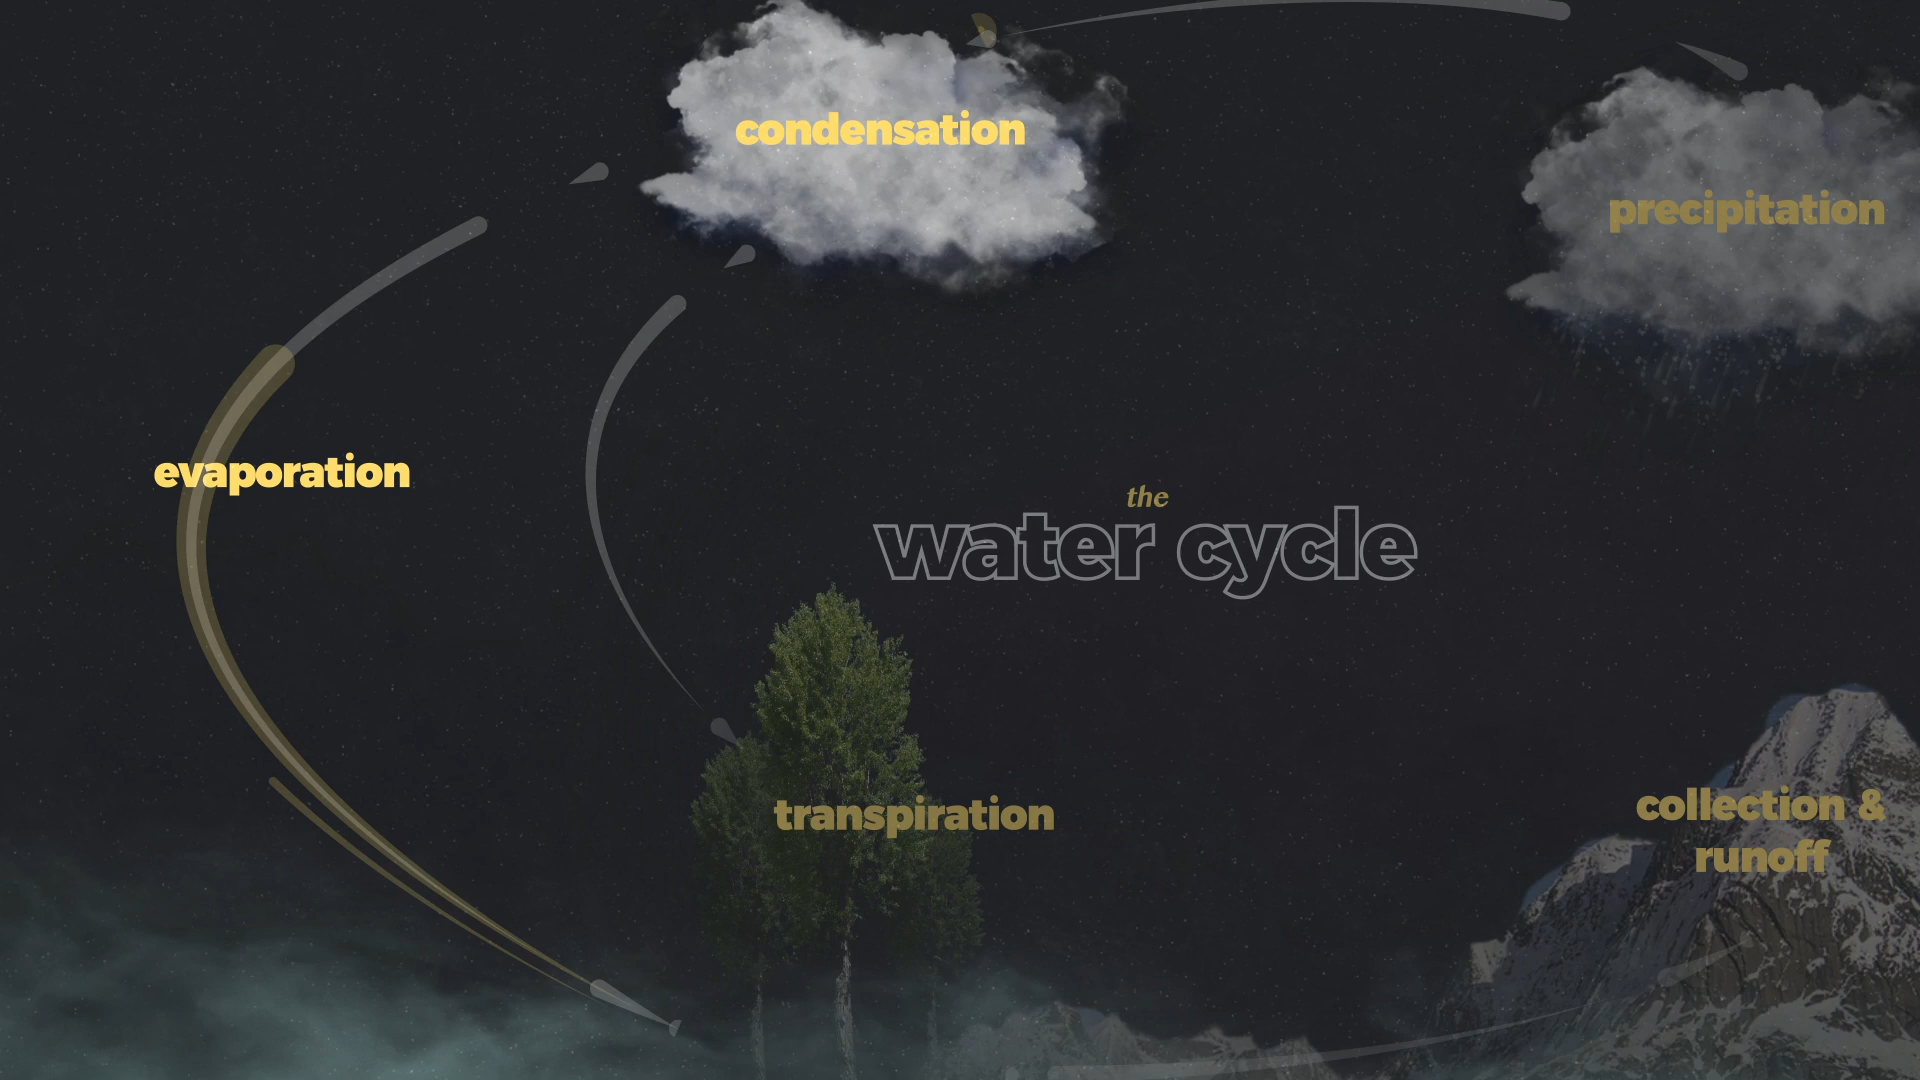 condensation
precipitation
evaporation
the
water cycle
transpiration
collection &
runoff